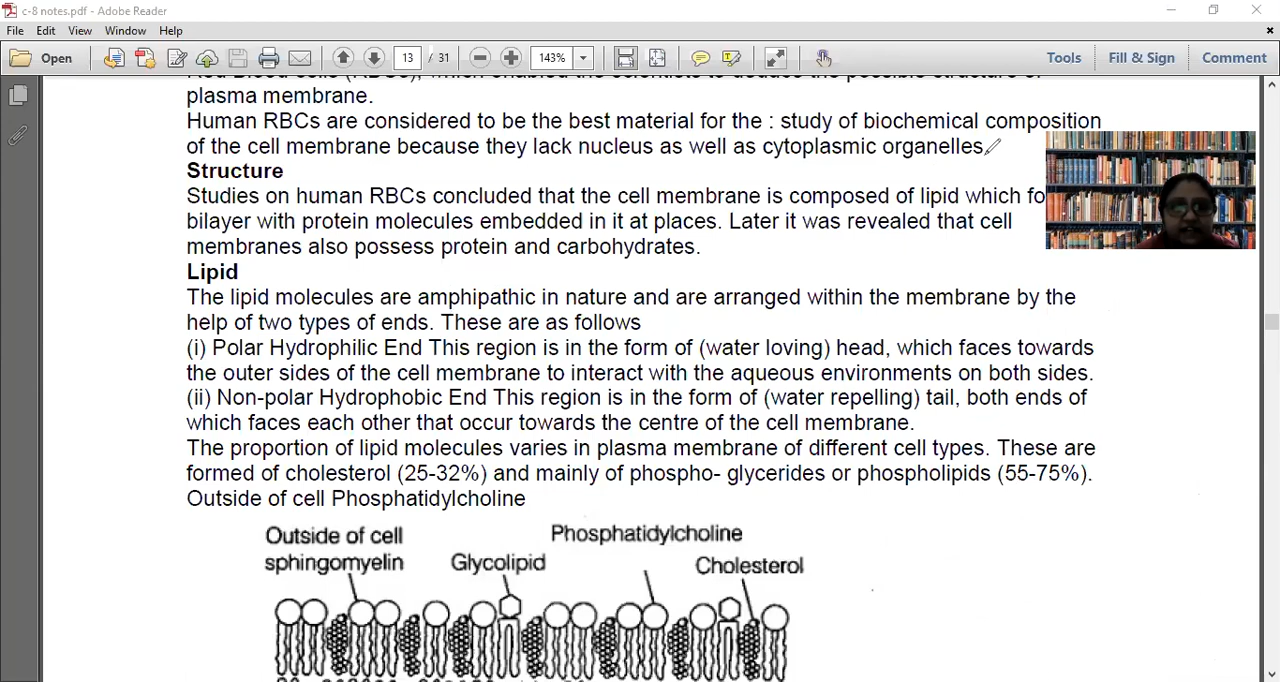 c-8 notes.pdf - Adobe Reader
File Edit View Window Help
Open 13 / 31 143% Tools Fill & Sign Comment
plasma membrane.
Human RBCs are considered to be the best material for the : study of biochemical composition
of the cell membrane because they lack nucleus as well as cytoplasmic organelles
Structure
Studies on human RBCs concluded that the cell membrane is composed of lipid which fo
bilayer with protein molecules embedded in it at places. Later it was revealed that cell
membranes also possess protein and carbohydrates.
Lipid
The lipid molecules are amphipathic in nature and are arranged within the membrane by the
help of two types of ends. These are as follows
(i) Polar Hydrophilic End This region is in the form of (water loving) head, which faces towards
the outer sides of the cell membrane to interact with the aqueous environments on both sides.
(ii) Non-polar Hydrophobic End This region is in the form of (water repelling) tail, both ends of
which faces each other that occur towards the centre of the cell membrane.
The proportion of lipid molecules varies in plasma membrane of different cell types. These are
formed of cholesterol (25-32%) and mainly of phospho- glycerides or phospholipids (55-75%).
Outside of cell Phosphatidylcholine
Outside of cell
sphingomyelin
Glycolipid
Phosphatidylcholine
Cholesterol